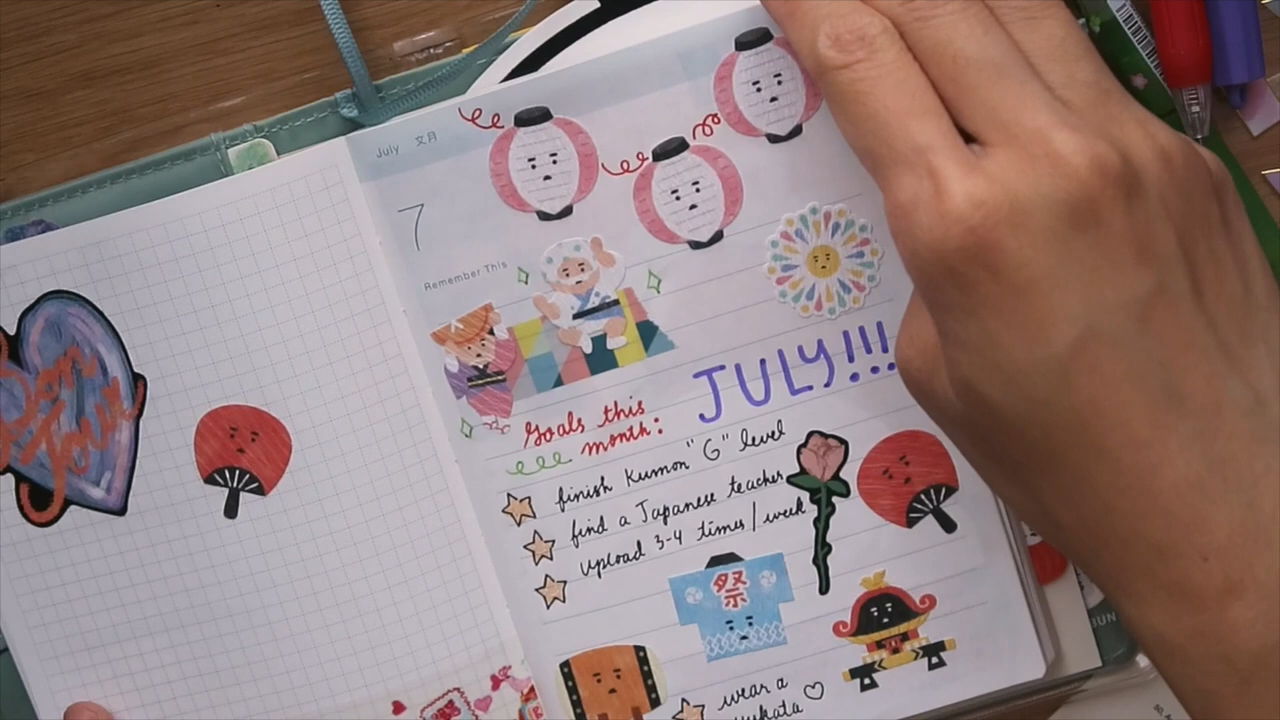 July 文月
7
Remember This
JULY!!!
Goals this
month:
finish Kumon "G" level
find a Japanese teacher
upload 3-4 times/week
祭
wear a
yukata